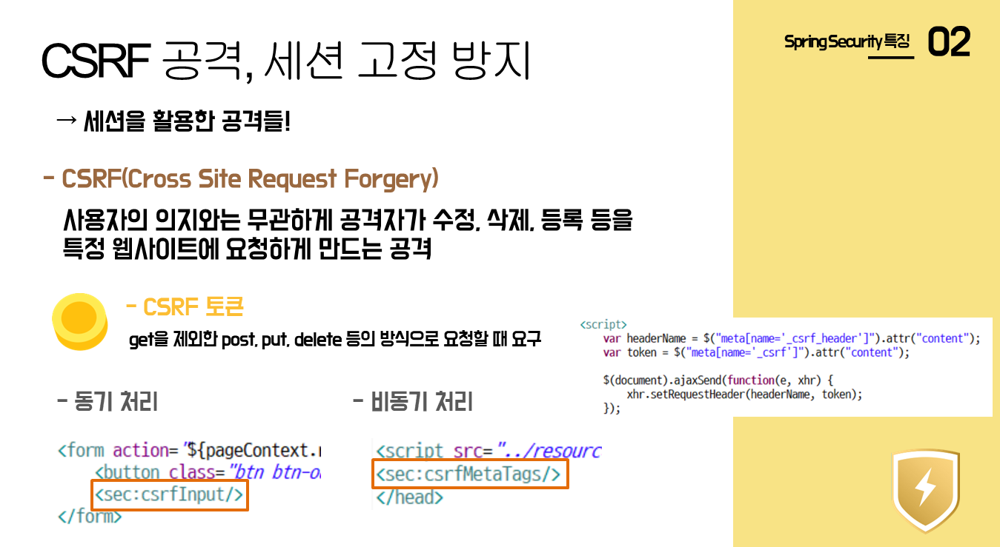 CSRF 공격, 세션 고정 방지
Spring Security 특징 02
→ 세션을 활용한 공격들!
- CSRF(Cross Site Request Forgery)
사용자의 의지와는 무관하게 공격자가 수정, 삭제, 등록 등을
특정 웹사이트에 요청하게 만드는 공격
- CSRF 토큰
get을 제외한 post, put, delete 등의 방식으로 요청할 때 요구
<script>
var headerName = $("meta[name='_csrf_header']").attr("content");
var token = $("meta[name='_csrf']").attr("content");
$(document).ajaxSend(function(e, xhr) {
xhr.setRequestHeader(headerName, token);
});
- 동기 처리
<form action="${pageContext.r
<button class="btn btn-o
<sec:csrfInput/>
</form>
- 비동기 처리
<script src="../resourc
<sec:csrfMetaTags/>
</head>